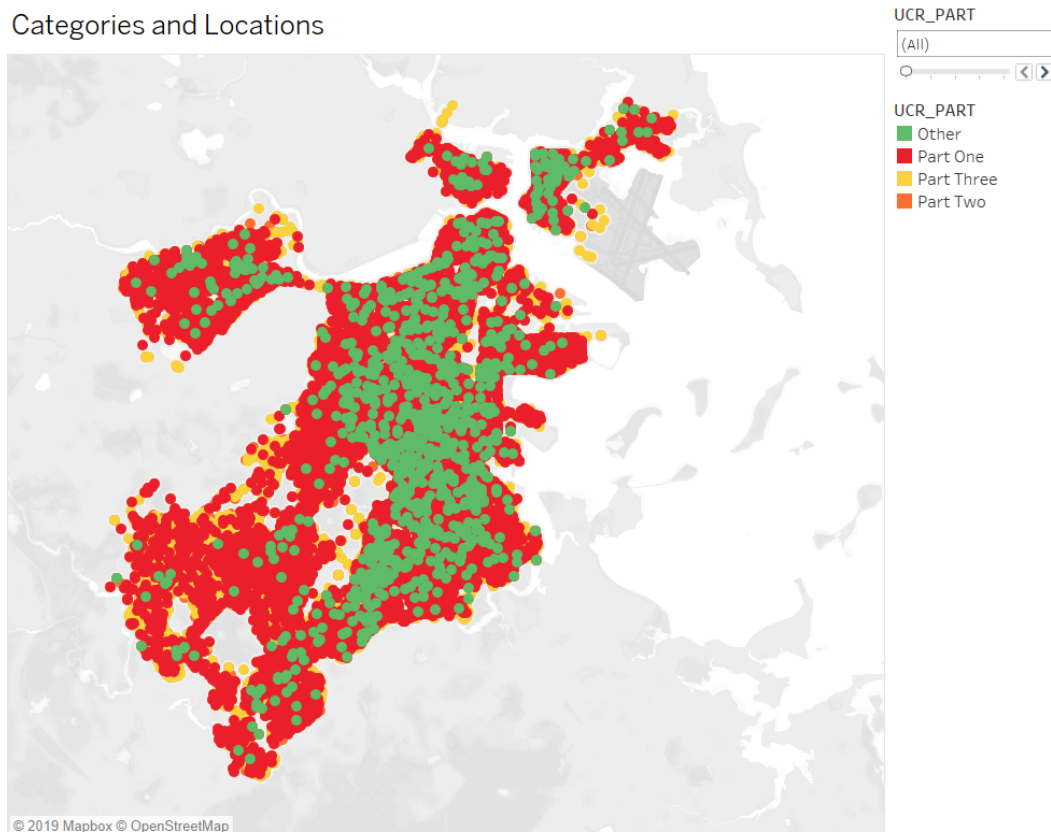 Categories and Locations
UCR_PART
(All)
UCR_PART
Other
Part One
Part Three
Part Two
© 2019 Mapbox © OpenStreetMap